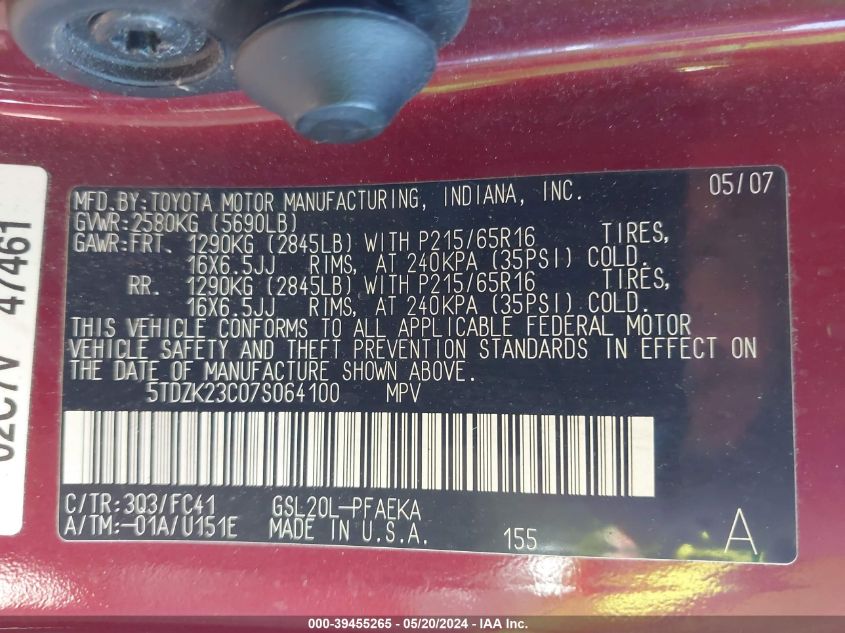 MFD.BY:TOYOTA MOTOR MANUFACTURING, INDIANA, INC. 05/07
GVWR:2580KG (5690LB)
GAWR:FRT. 1290KG (2845LB) WITH P215/65R16 TIRES,
16X6.5JJ RIMS, AT 240KPA (35PSI) COLD.
RR. 1290KG (2845LB) WITH P215/65R16 TIRES,
16X6.5JJ RIMS, AT 240KPA (35PSI) COLD.
THIS VEHICLE CONFORMS TO ALL APPLICABLE FEDERAL MOTOR
VEHICLE SAFETY AND THEFT PREVENTION STANDARDS IN EFFECT ON
THE DATE OF MANUFACTURE SHOWN ABOVE.
5TDZK23C07S064100 MPV
C/TR:3Q3/FC41 GSL20L-PFAEKA
A/TM:-01A/U151E MADE IN U.S.A. 155 A
47461
000-39455265 - 05/20/2024 - IAA Inc.